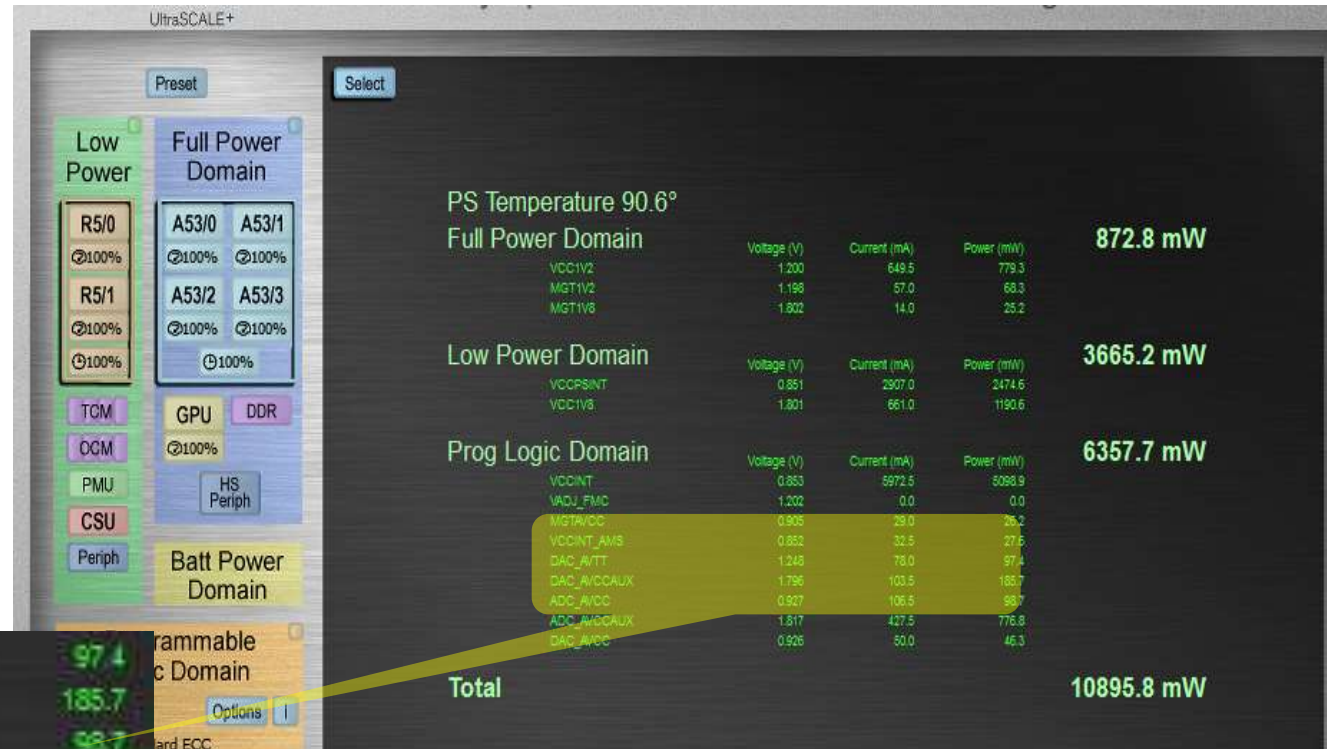 UltraSCALE+
Preset
Select
Low
Power
Full Power
Domain
R5/0
100%
R5/1
100%
100%
A53/0 A53/1
100% 100%
A53/2 A53/3
100% 100%
100%
TCM
OCM
PMU
CSU
Periph
GPU DDR
100%
HS
Periph
Batt Power
Domain
rammable
c Domain
Options I
ard ECC
PS Temperature 90.6°
Full Power Domain Voltage (V) Current (mA) Power (mW) 872.8 mW
VCC1V2 1.200 649.5 779.3
MGT1V2 1.198 57.0 68.3
MGT1V8 1.802 14.0 25.2
Low Power Domain Voltage (V) Current (mA) Power (mW) 3665.2 mW
VCCPSINT 0.851 2907.0 2474.6
VCC1V8 1.801 661.0 1190.6
Prog Logic Domain Voltage (V) Current (mA) Power (mW) 6357.7 mW
VCCINT 0.853 5972.5 5098.9
VADJ_FMC 1.202 0.0 0.0
MGTAVCC 0.905 29.0 26.2
VCCINT_AMS 0.852 32.5 27.6
DAC_AVTT 1.248 78.0 97.4
DAC_AVCCAUX 1.796 103.5 185.7
ADC_AVCC 0.927 106.5 98.7
ADC_AVCCAUX 1.817 427.5 776.8
DAC_AVCC 0.926 50.0 46.3
Total 10895.8 mW
97.4
185.7
98.7